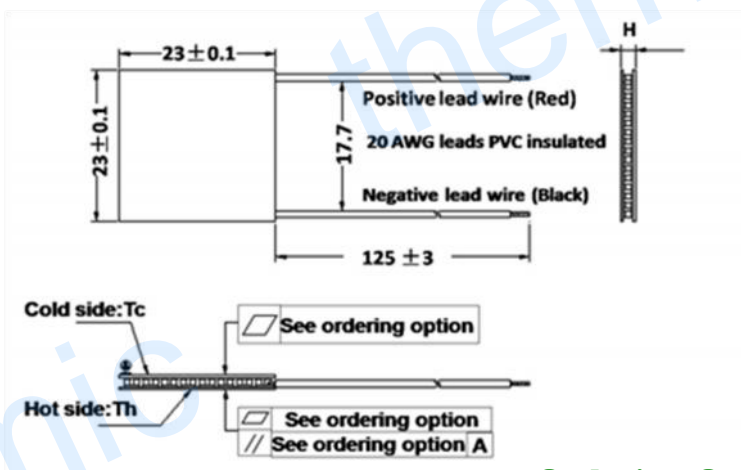 H
23±0.1
23±0.1
Positive lead wire (Red)
17.7
20 AWG leads PVC insulated
Negative lead wire (Black)
125 ±3
Cold side:Tc
See ordering option
Hot side:Th
See ordering option
// See ordering option A